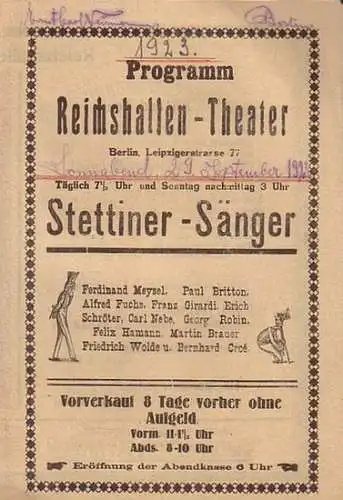 Berlin
1923.
Programm
Reichshallen-Theater
Berlin, Leipzigerstrasse 77
Sonnabend, 29 September 1923
Täglich 7½ Uhr und Sonntag nachmittag 3 Uhr
Stettiner-Sänger
Ferdinand Meysel. Paul Britton.
Alfred Fuchs. Franz Girardi. Erich
Schröter, Carl Nebe, Georg Robin.
Felix Hamann. Martin Brauer
Friedrich Wolde u. Bernhard Croé.
Vorverkauf 8 Tage vorher ohne
Aufgeld.
Vorm. 11-1½ Uhr
Abds. 8-10 Uhr
Eröffnung der Abendkasse 6 Uhr